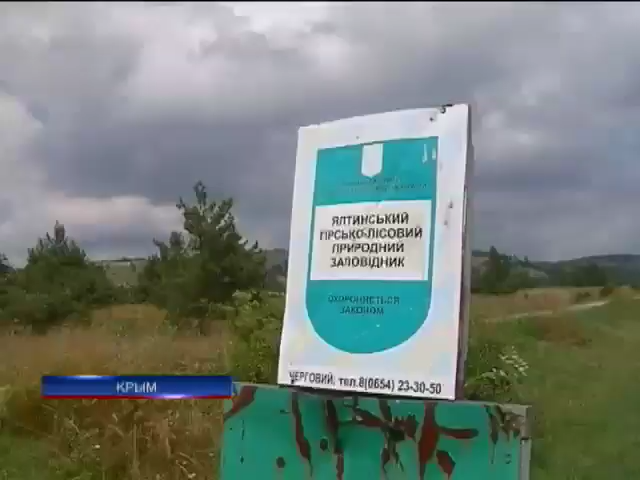 ЯЛТИНСЬКИЙ
ГІРСЬКО-ЛІСОВИЙ
ПРИРОДНИЙ
ЗАПОВІДНИК
ОХОРОНЯЄТЬСЯ
ЗАКОНОМ
ЧЕРГОВИЙ, тел.8(0654) 23-30-50
КРЫМ